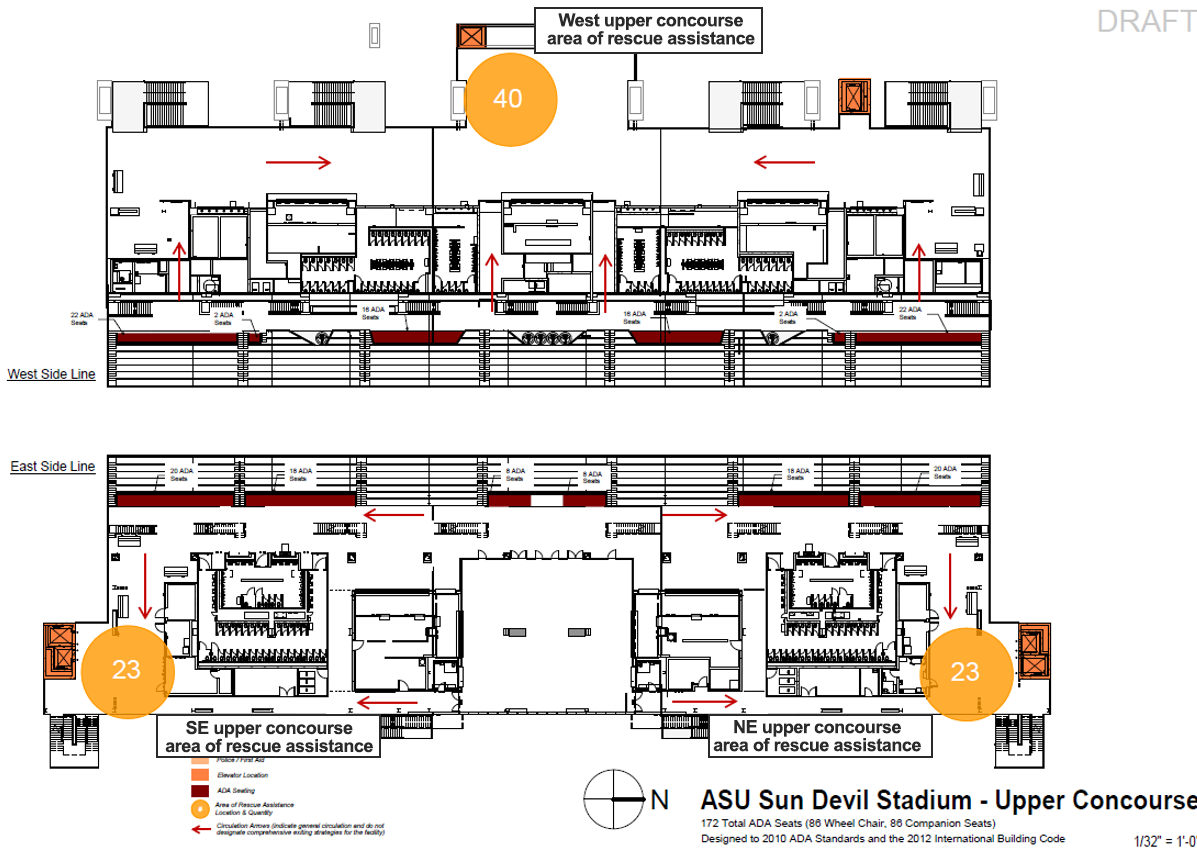 DRAFT
West upper concourse
area of rescue assistance
40
22 ADA
Seats
2 ADA
Seats
16 ADA
Seats
16 ADA
Seats
2 ADA
Seats
22 ADA
Seats
West Side Line
East Side Line
20 ADA
Seats
18 ADA
Seats
8 ADA
Seats
8 ADA
Seats
18 ADA
Seats
20 ADA
Seats
23
23
SE upper concourse
area of rescue assistance
NE upper concourse
area of rescue assistance
Police / First Aid
Elevator Location
ADA Seating
Area of Rescue Assistance
Location & Quantity
Circulation Arrows (indicate general circulation and do not
designate comprehensive exiting strategies for the facility)
N
ASU Sun Devil Stadium - Upper Concourse
172 Total ADA Seats (86 Wheel Chair, 86 Companion Seats)
Designed to 2010 ADA Standards and the 2012 International Building Code
1/32" = 1'-0